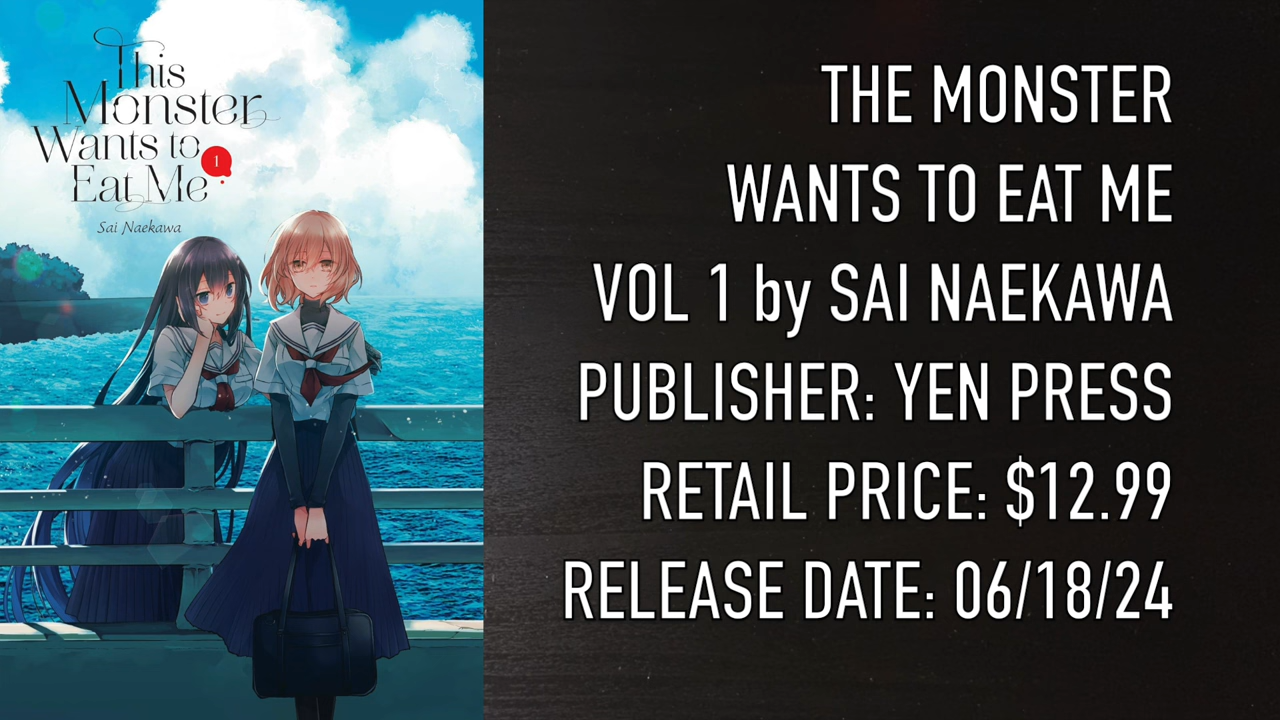 This
Monster
Wants to
Eat Me
1
Sai Naekawa
THE MONSTER
WANTS TO EAT ME
VOL 1 by SAI NAEKAWA
PUBLISHER: YEN PRESS
RETAIL PRICE: $12.99
RELEASE DATE: 06/18/24